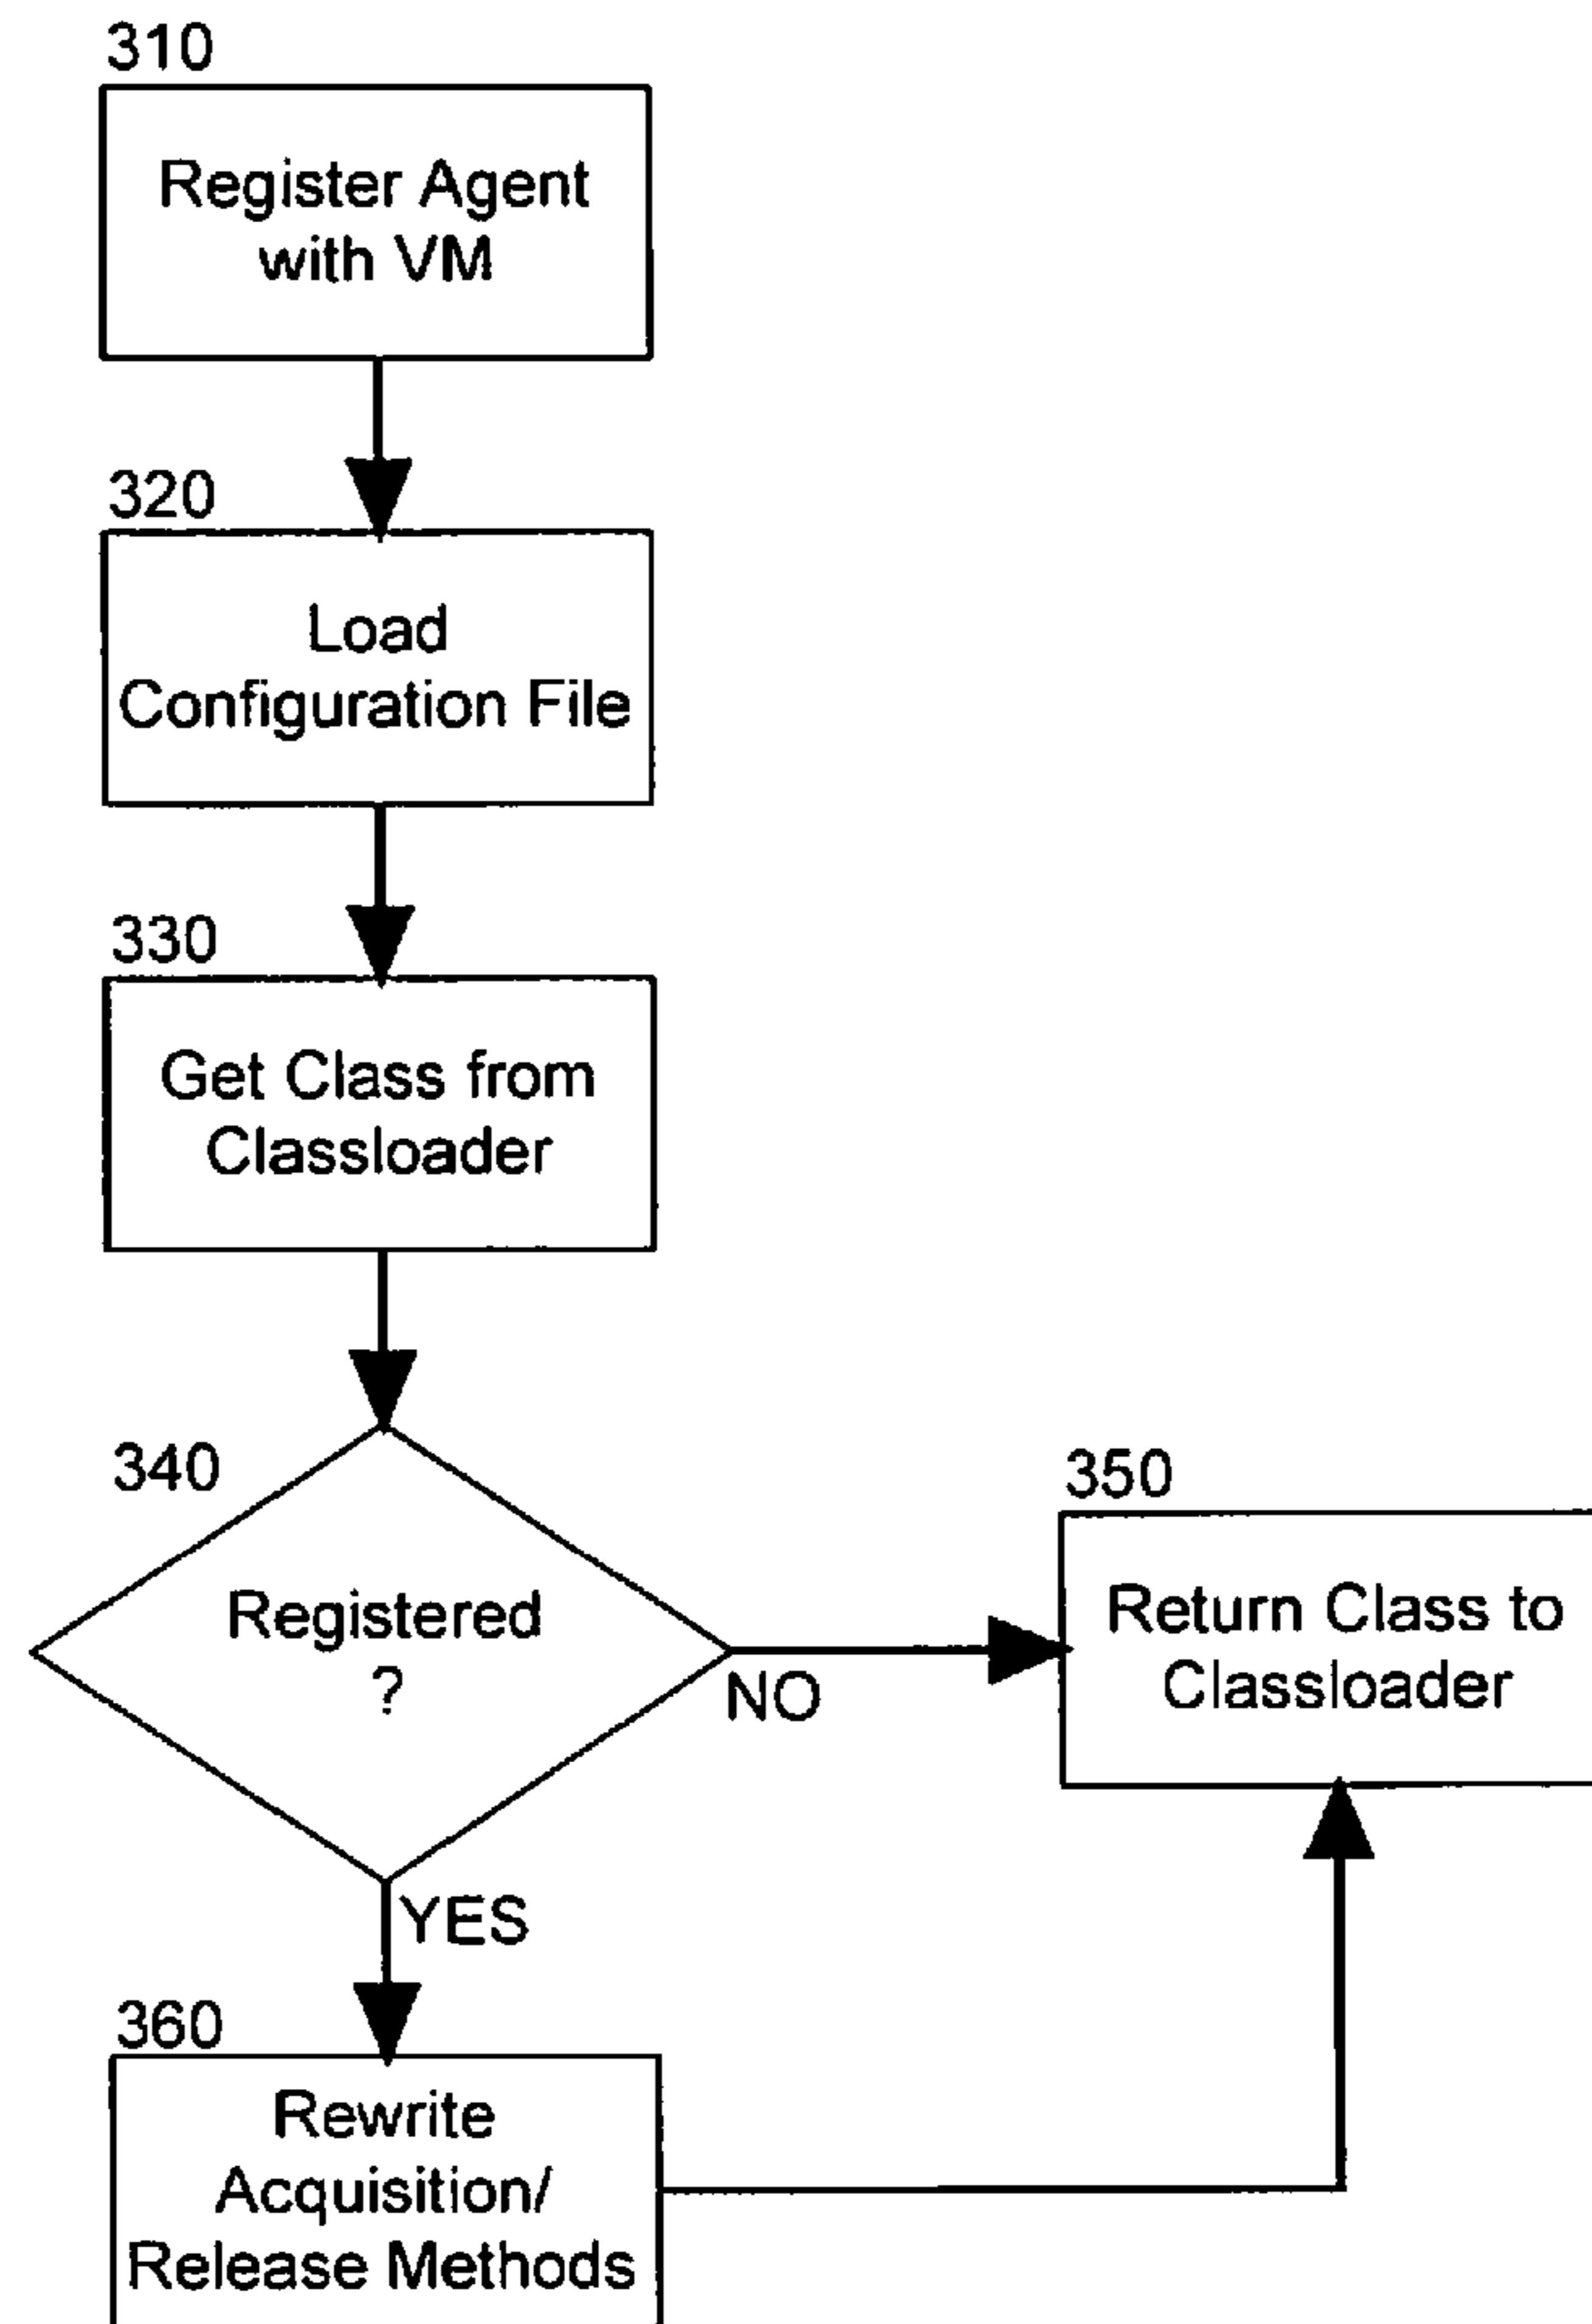 310
Register Agent
with VM
320
Load
Configuration File
330
Get Class from
Classloader
340
Registered
?
NO
YES
350
Return Class to
Classloader
360
Rewrite
Acquisition/
Release Methods